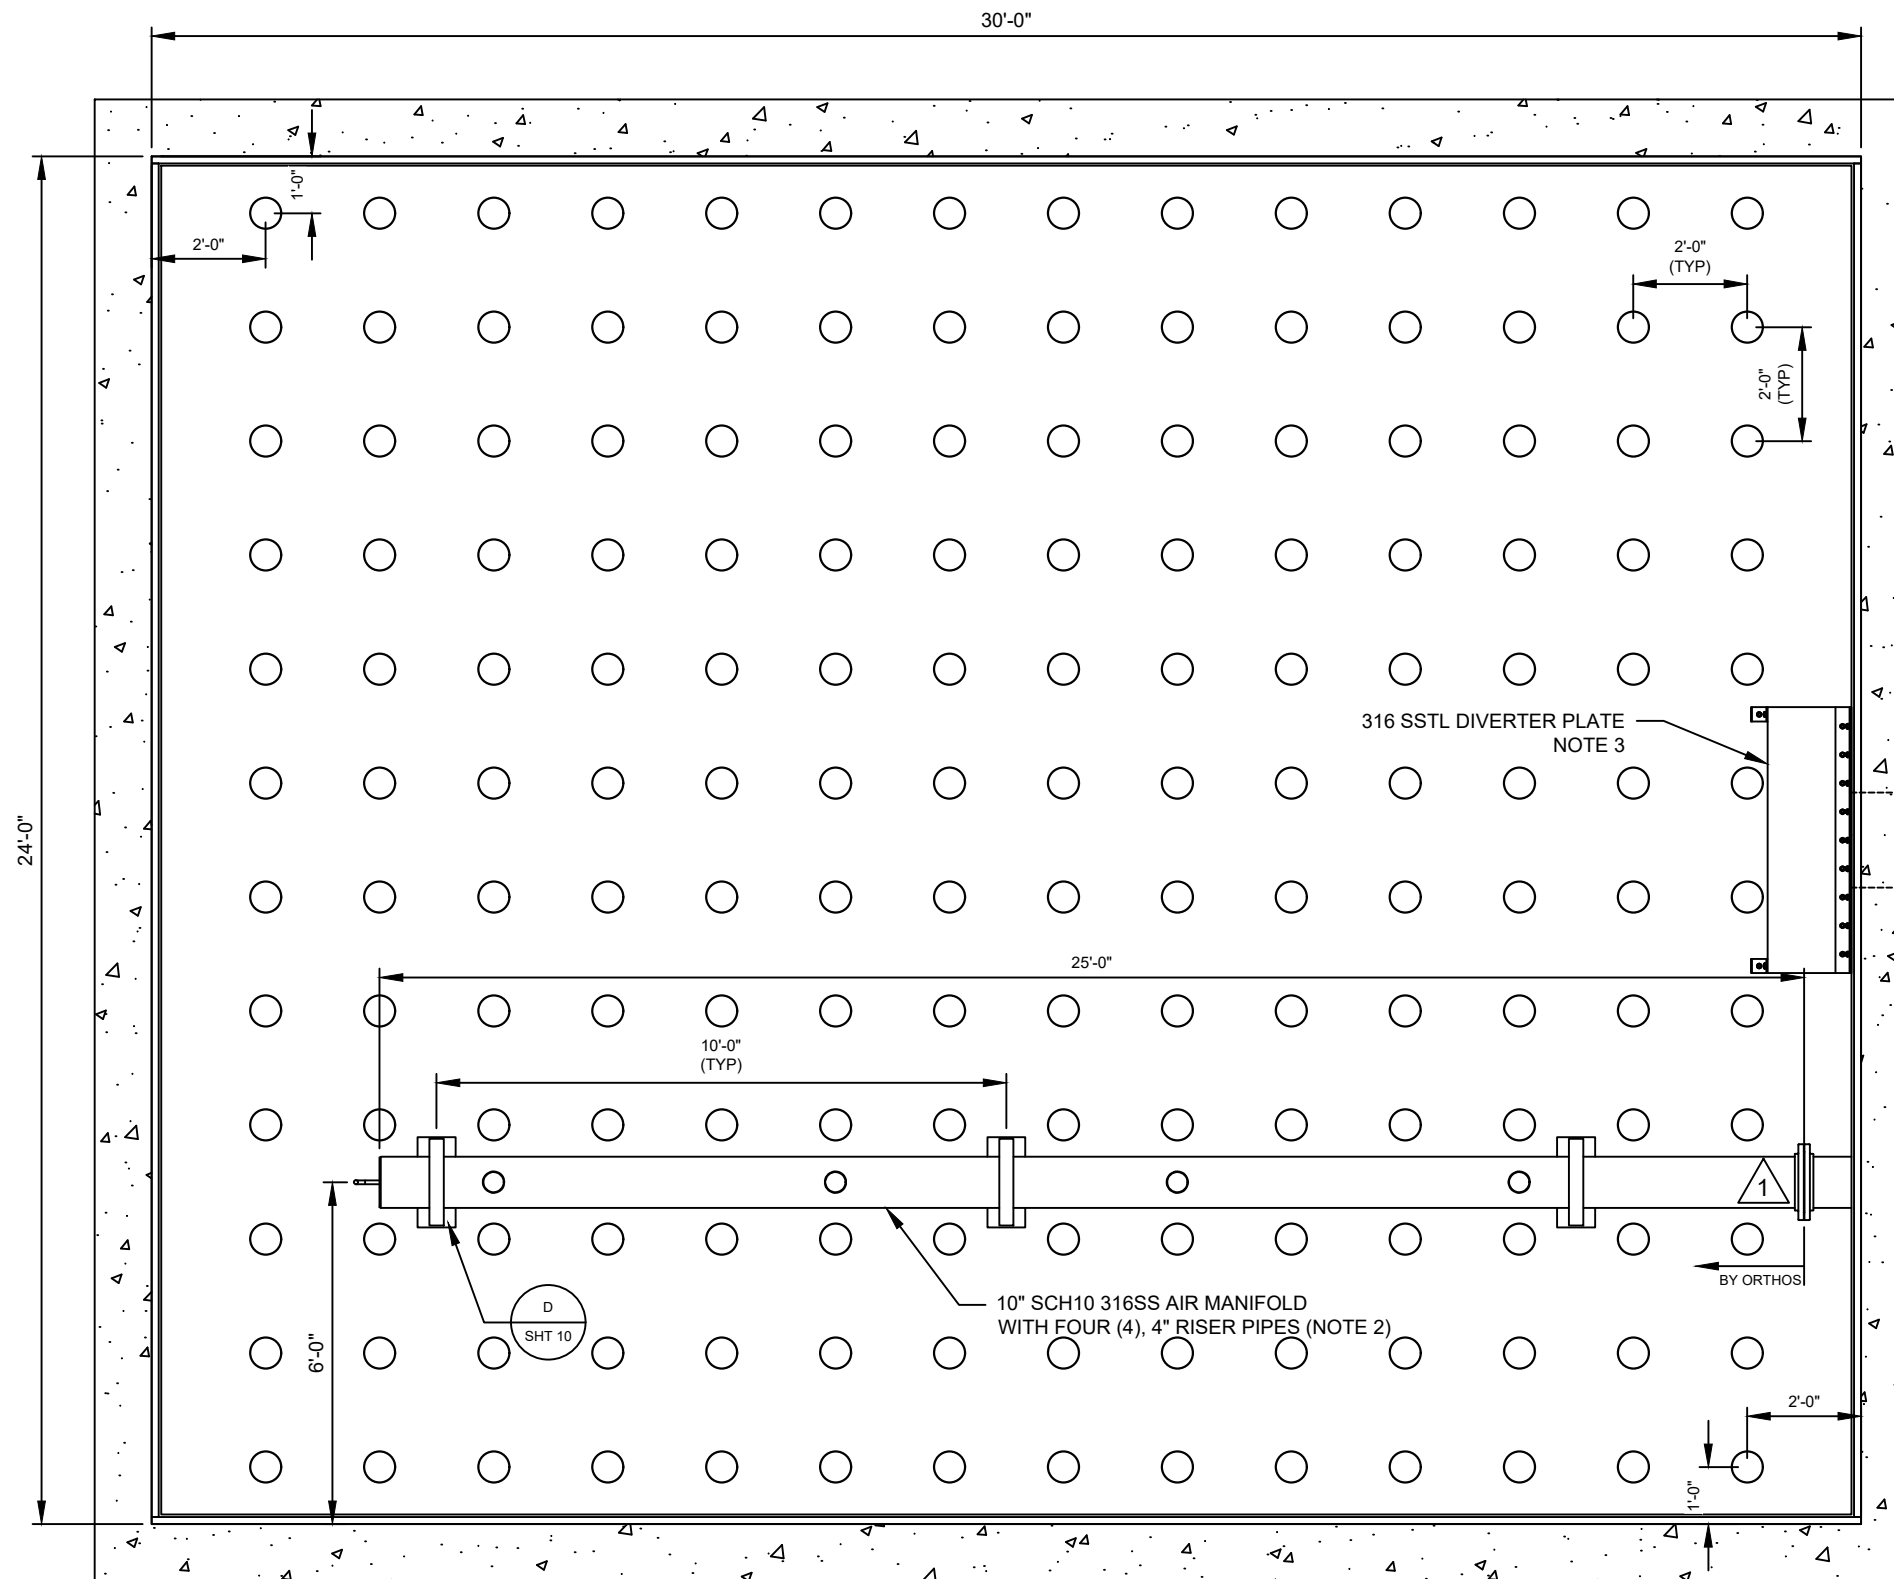 30'-0"
1'-0"
2'-0"
2'-0"
(TYP)
2'-0"
(TYP)
316 SSTL DIVERTER PLATE
NOTE 3
24'-0"
25'-0"
10'-0"
(TYP)
1
BY ORTHOS
D
SHT 10
10" SCH10 316SS AIR MANIFOLD
WITH FOUR (4), 4" RISER PIPES (NOTE 2)
6'-0"
2'-0"
1'-0"